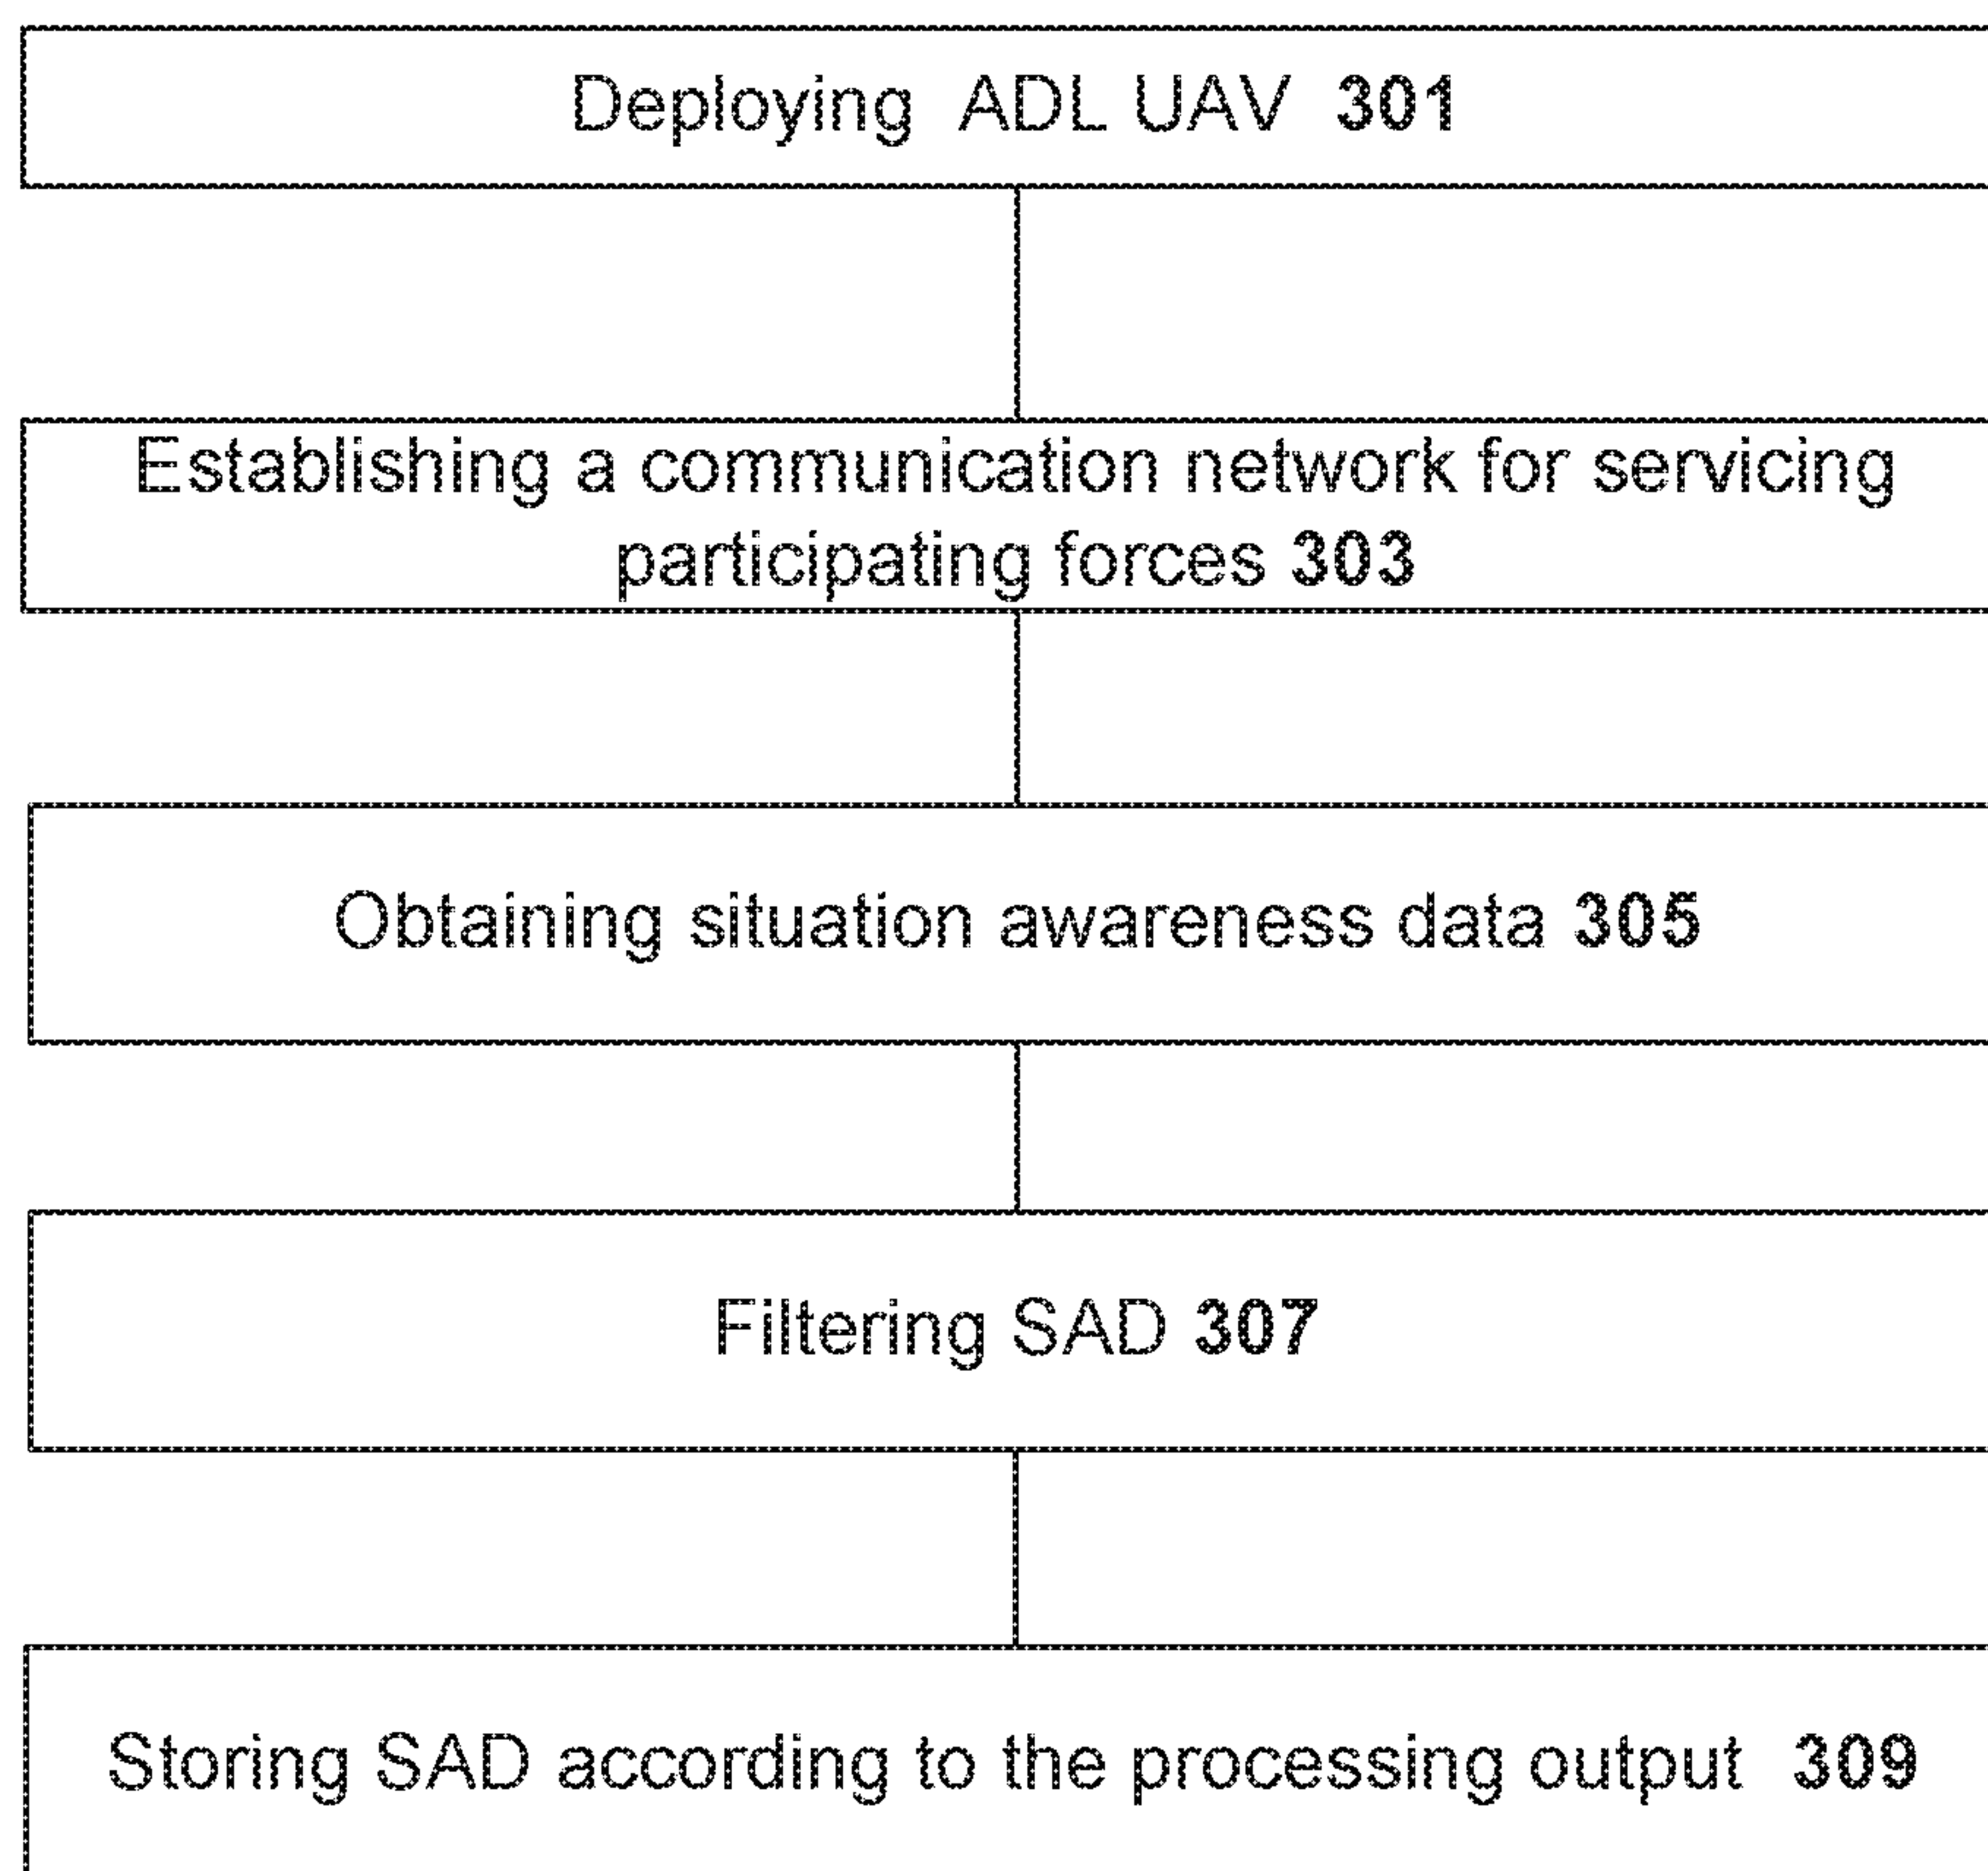 Deploying ADL UAV 301
Establishing a communication network for servicing
participating forces 303
Obtaining situation awareness data 305
Filtering SAD 307
Storing SAD according to the processing output 309